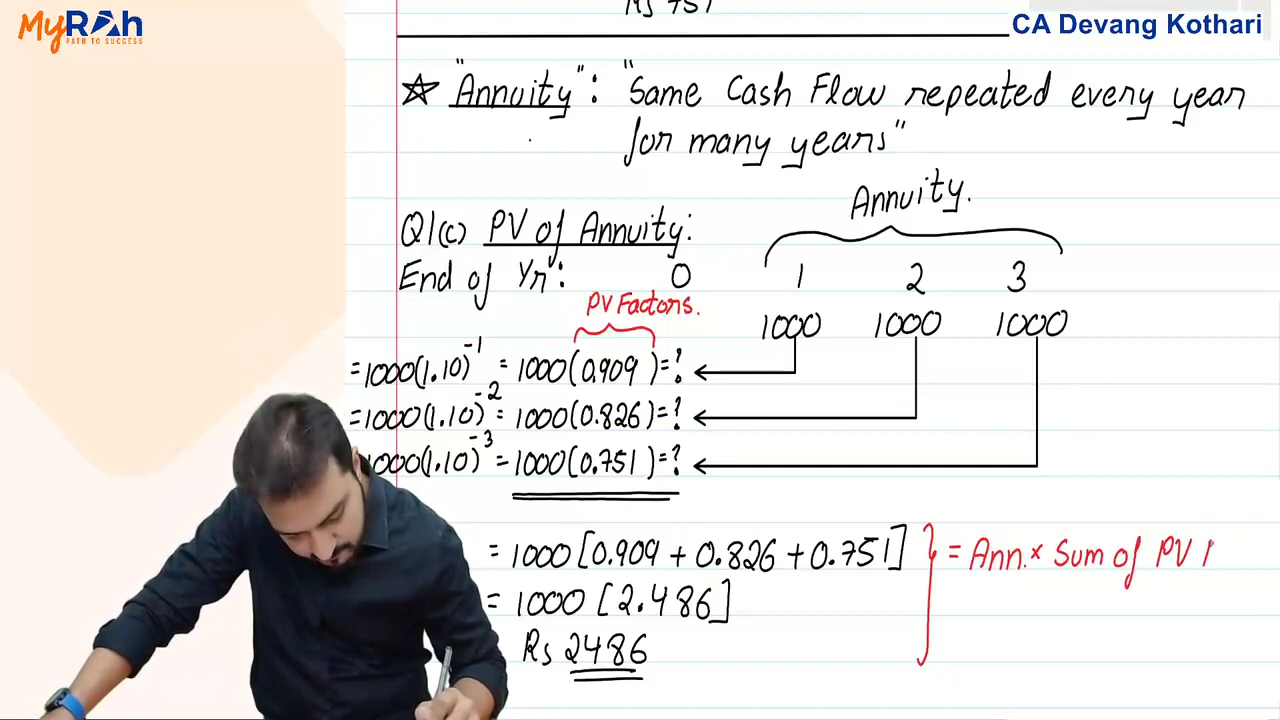 MyRAh
PATH TO SUCCESS
Rs 751
CA Devang Kothari
☆ "Annuity": "Same Cash Flow repeated every year
for many years"
Annuity.
Q1(c) PV of Annuity:
End of Yr: 0 1 2 3
PV Factors.
1000 1000 1000
=1000(1.10)^-1 = 1000(0.909)=?
=1000(1.10)^-2 = 1000(0.826)=?
1000(1.10)^-3 = 1000(0.751)=?
= 1000[0.909 + 0.826 + 0.751] } = Ann. × Sum of PV
= 1000 [2.486]
Rs 2486